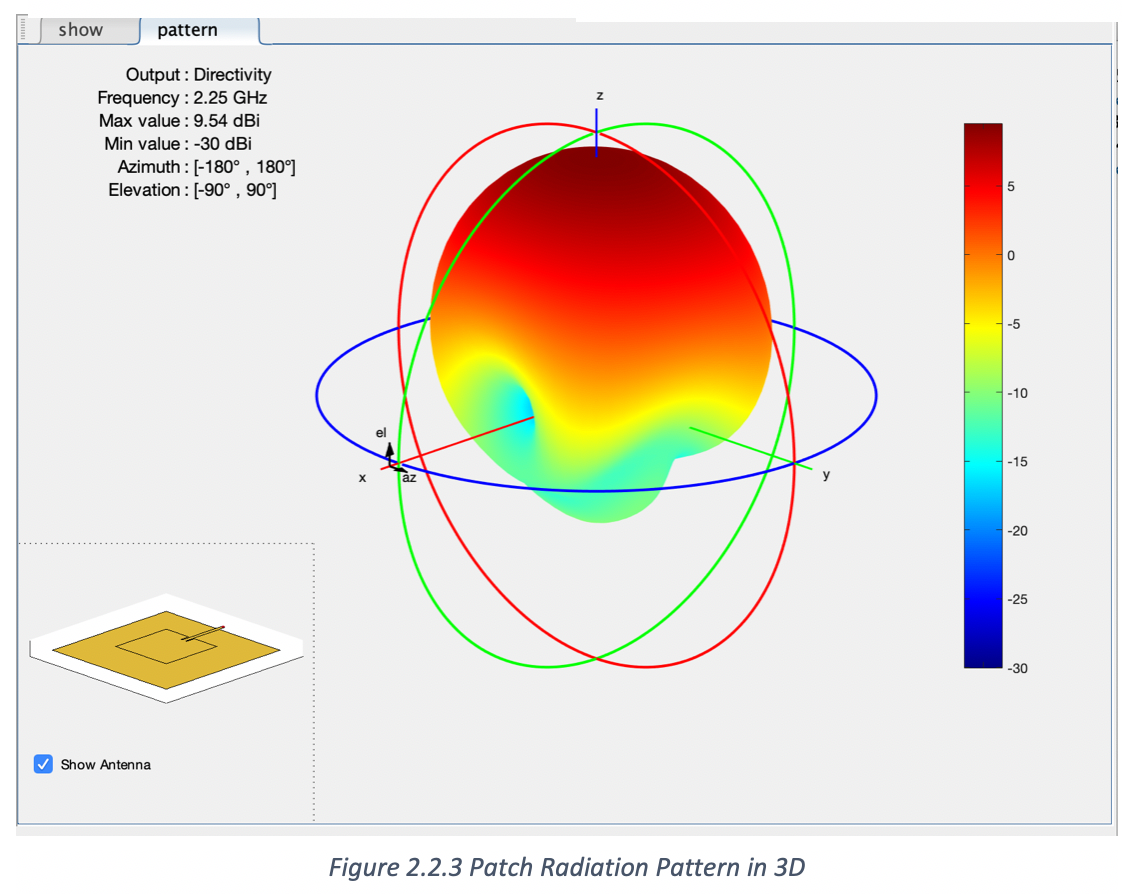 show pattern
Output : Directivity
Frequency : 2.25 GHz
Max value : 9.54 dBi
Min value : -30 dBi
Azimuth : [-180° , 180°]
Elevation : [-90° , 90°]
z
5
0
-5
-10
el
-15
x az y
-20
-25
-30
Show Antenna
Figure 2.2.3 Patch Radiation Pattern in 3D